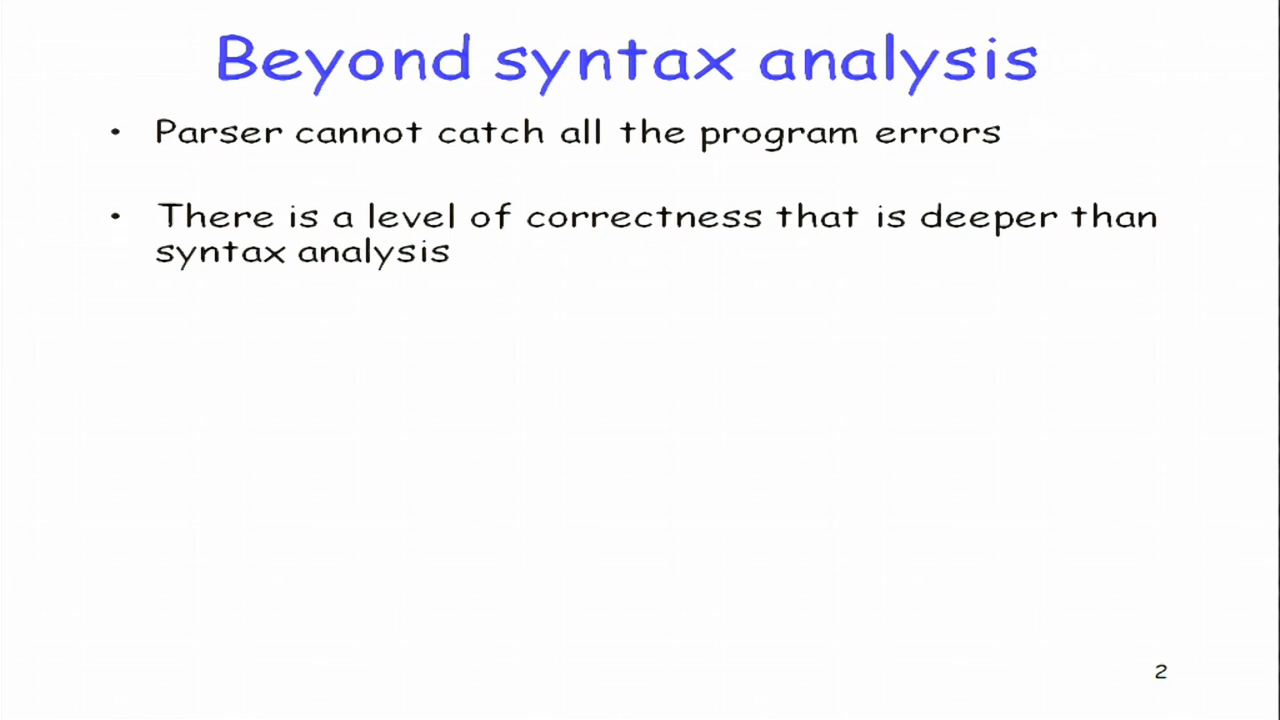 Beyond syntax analysis
• Parser cannot catch all the program errors
• There is a level of correctness that is deeper than
syntax analysis
2